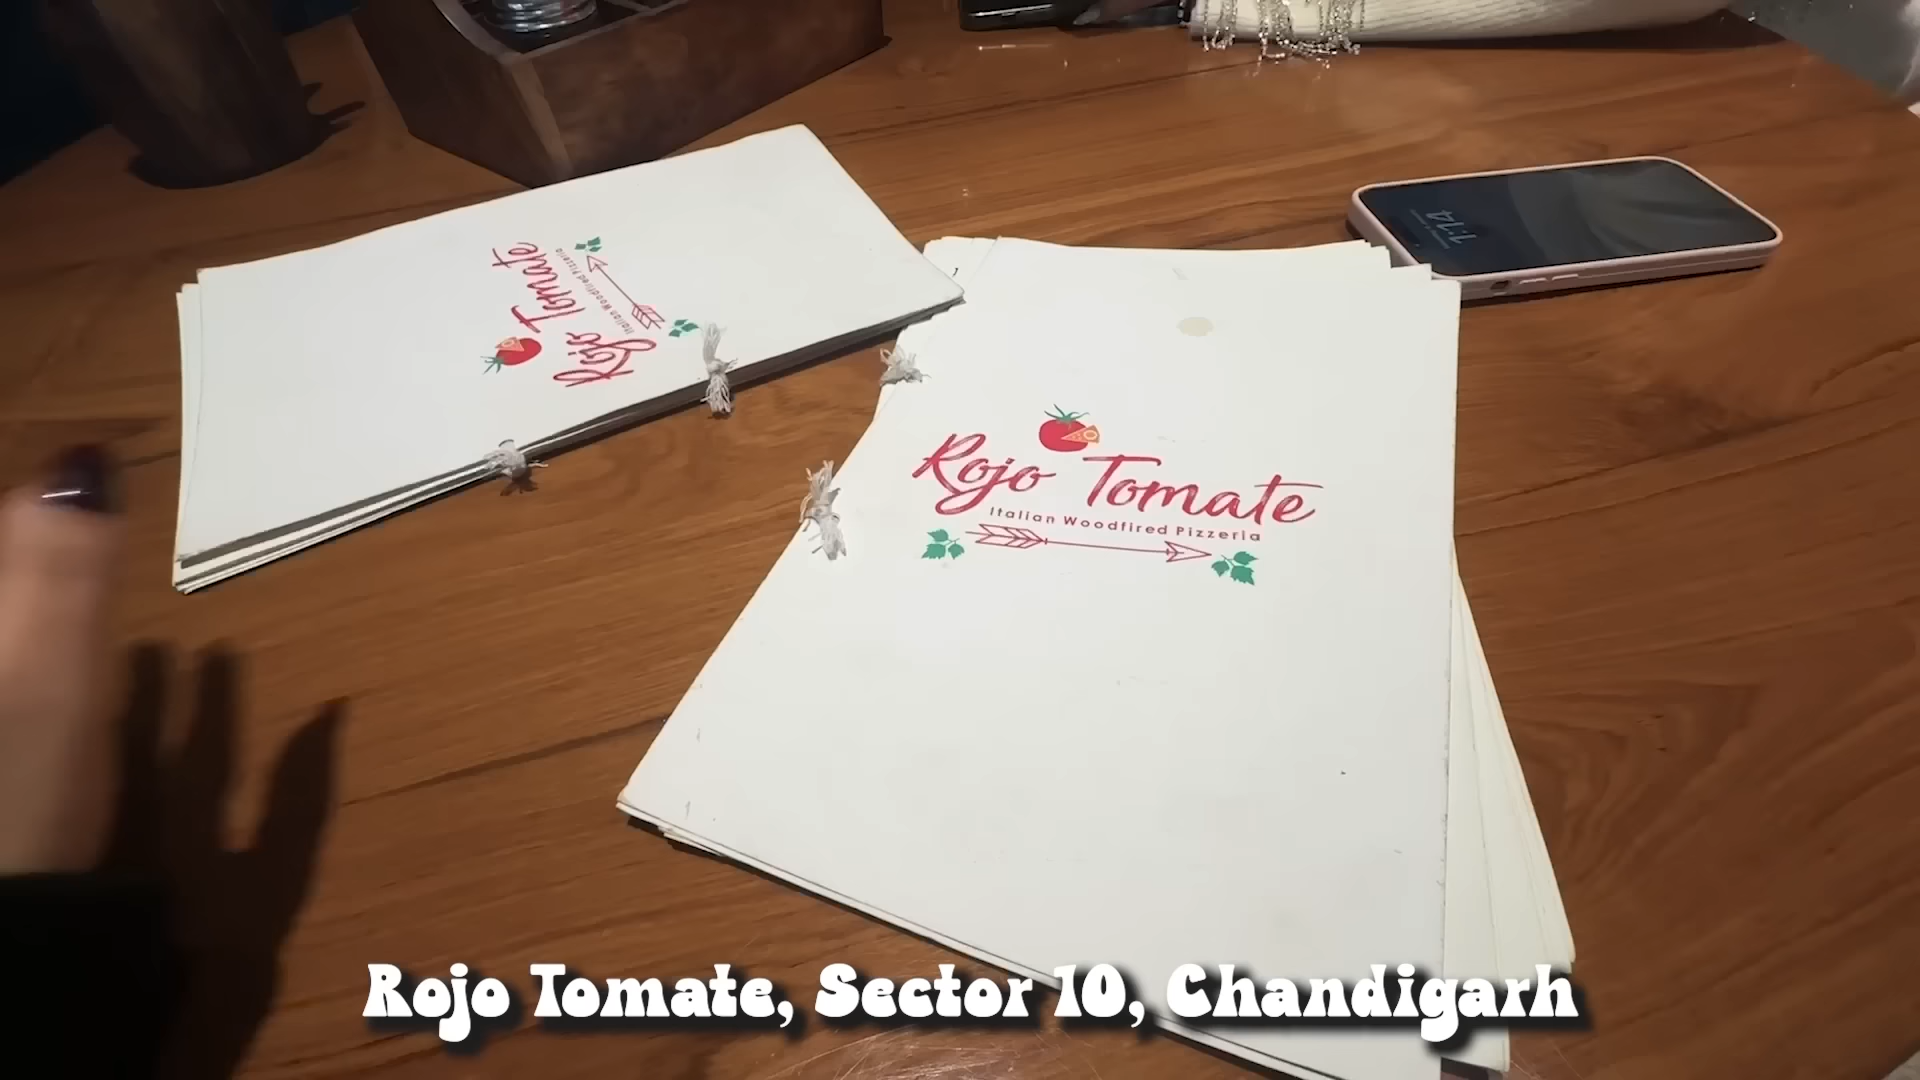 Rojo Tomate
Italian Woodfired Pizzeria
Rojo Tomate
Italian Woodfired Pizzeria
1:14
Rojo Tomate, Sector 10, Chandigarh